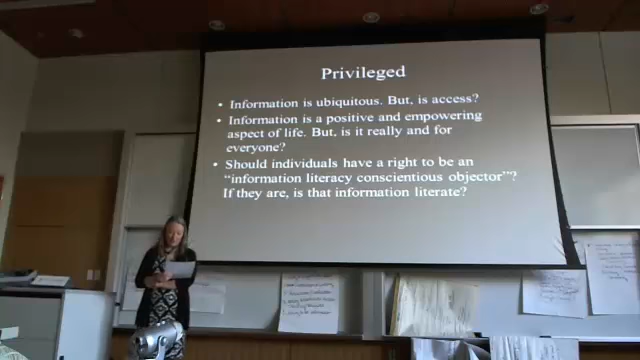 Privileged
• Information is ubiquitous. But, is access?
• Information is a positive and empowering
aspect of life. But, is it really and for
everyone?
• Should individuals have a right to be an
“information literacy conscientious objector”?
If they are, is that information literate?